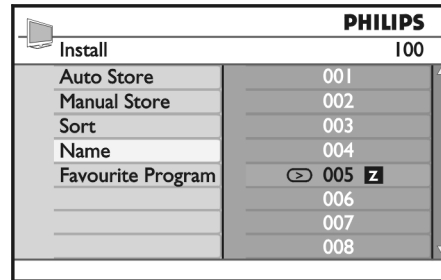 PHILIPS
Install 100
Auto Store 001
Manual Store 002
Sort 003
Name 004
Favourite Program 005 Z
006
007
008